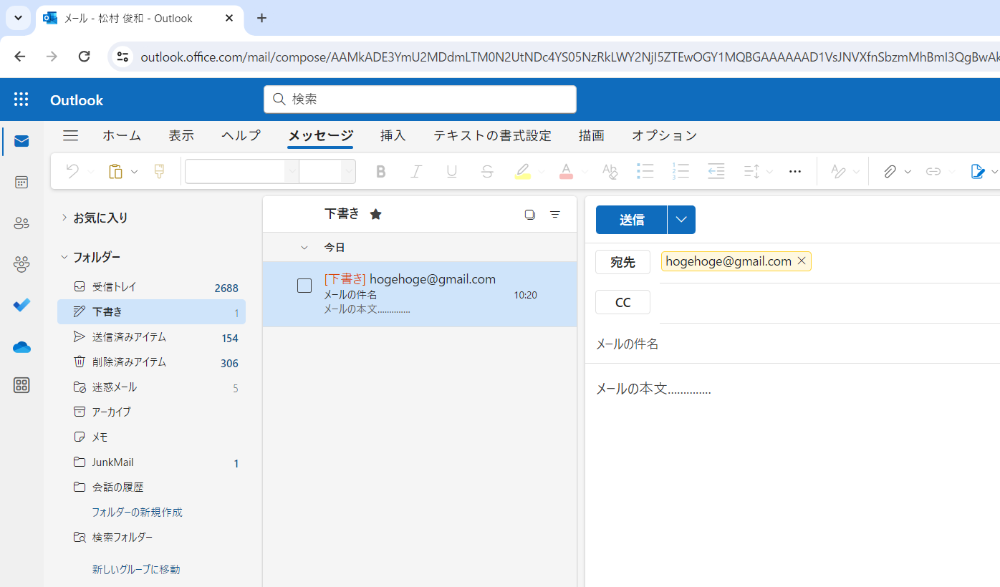 メール - 松村 俊和 - Outlook
outlook.office.com/mail/compose/AAMkADE3YmU2MDdmLTM0N2UtNDc4YS05NzRkLWY2NjI5ZTEwOGY1MQBGAAAAAAD1VsJNVXfnSbzmMhBmI3QgBwAk
Outlook
検索
ホーム 表示 ヘルプ メッセージ 挿入 テキストの書式設定 描画 オプション
お気に入り
フォルダー
受信トレイ 2688
下書き 1
送信済みアイテム 154
削除済みアイテム 306
迷惑メール 5
アーカイブ
メモ
JunkMail 1
会話の履歴
フォルダーの新規作成
検索フォルダー
新しいグループに移動
下書き
今日
[下書き] hogehoge@gmail.com
メールの件名 10:20
メールの本文..............
送信
宛先 hogehoge@gmail.com
CC
メールの件名
メールの本文..............